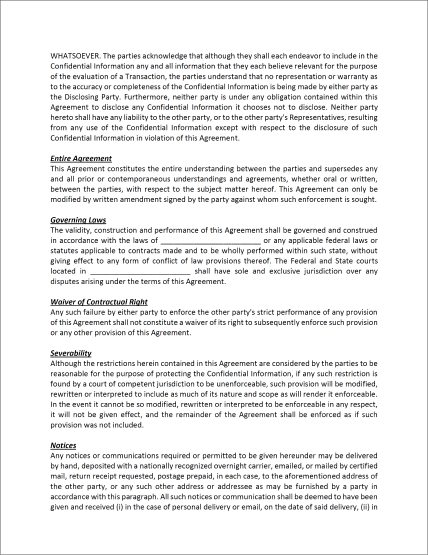 WHATSOEVER. The parties acknowledge that although they shall each endeavor to include in the
Confidential Information any and all information that they each believe relevant for the purpose
of the evaluation of a Transaction, the parties understand that no representation or warranty as
to the accuracy or completeness of the Confidential Information is being made by either party as
the Disclosing Party. Furthermore, neither party is under any obligation contained within this
Agreement to disclose any Confidential Information it chooses not to disclose. Neither party
hereto shall have any liability to the other party, or to the other party's Representatives, resulting
from any use of the Confidential Information except with respect to the disclosure of such
Confidential Information in violation of this Agreement.
Entire Agreement
This Agreement constitutes the entire understanding between the parties and supersedes any
and all prior or contemporaneous understandings and agreements, whether oral or written,
between the parties, with respect to the subject matter hereof. This Agreement can only be
modified by written amendment signed by the party against whom such enforcement is sought.
Governing Laws
The validity, construction and performance of this Agreement shall be governed and construed
in accordance with the laws of __________________________ or any applicable federal laws or
statutes applicable to contracts made and to be wholly performed within such state, without
giving effect to any form of conflict of law provisions thereof. The Federal and State courts
located in __________________________ shall have sole and exclusive jurisdiction over any
disputes arising under the terms of this Agreement.
Waiver of Contractual Right
Any such failure by either party to enforce the other party's strict performance of any provision
of this Agreement shall not constitute a waiver of its right to subsequently enforce such provision
or any other provision of this Agreement.
Severability
Although the restrictions herein contained in this Agreement are considered by the parties to be
reasonable for the purpose of protecting the Confidential Information, if any such restriction is
found by a court of competent jurisdiction to be unenforceable, such provision will be modified,
rewritten or interpreted to include as much of its nature and scope as will render it enforceable.
In the event it cannot be so modified, rewritten or interpreted to be enforceable in any respect,
it will not be given effect, and the remainder of the Agreement shall be enforced as if such
provision was not included.
Notices
Any notices or communications required or permitted to be given hereunder may be delivered
by hand, deposited with a nationally recognized overnight carrier, emailed, or mailed by certified
mail, return receipt requested, postage prepaid, in each case, to the aforementioned address of
the other party, or any such other address or addressee as may be furnished by a party in
accordance with this paragraph. All such notices or communication shall be deemed to have been
given and received (i) in the case of personal delivery or email, on the date of said delivery, (ii) in